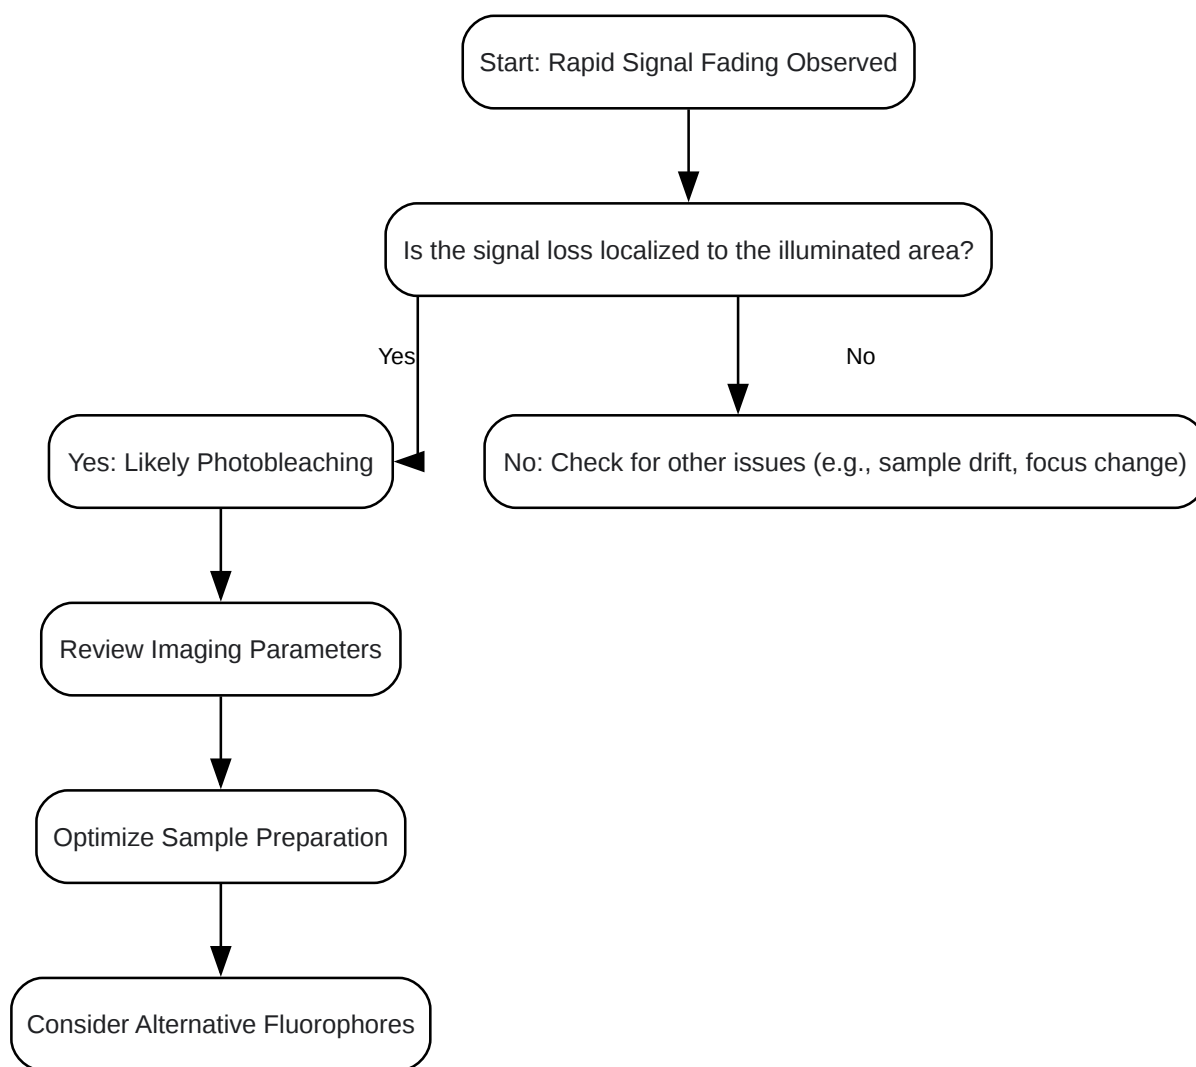 Start: Rapid Signal Fading Observed
Is the signal loss localized to the illuminated area?
Yes
No
Yes: Likely Photobleaching
No: Check for other issues (e.g., sample drift, focus change)
Review Imaging Parameters
Optimize Sample Preparation
Consider Alternative Fluorophores